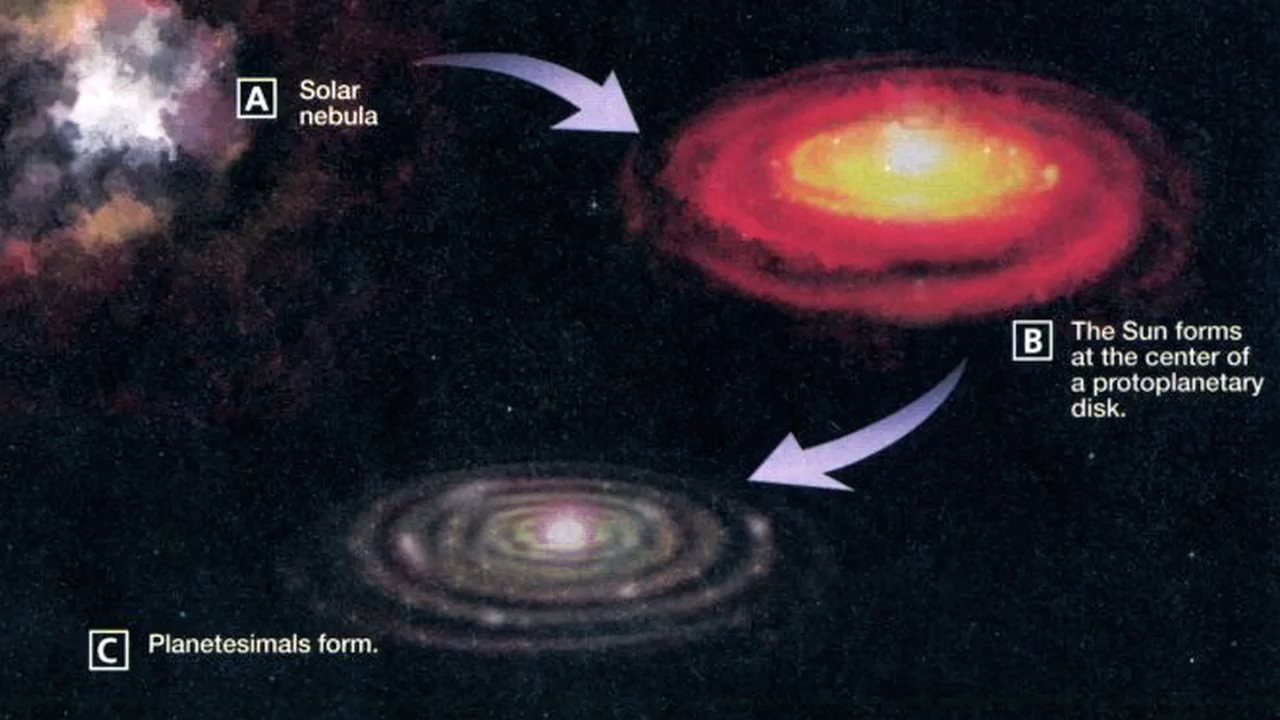 A
Solar
nebula
B
The Sun forms
at the center of
a protoplanetary
disk.
C
Planetesimals form.